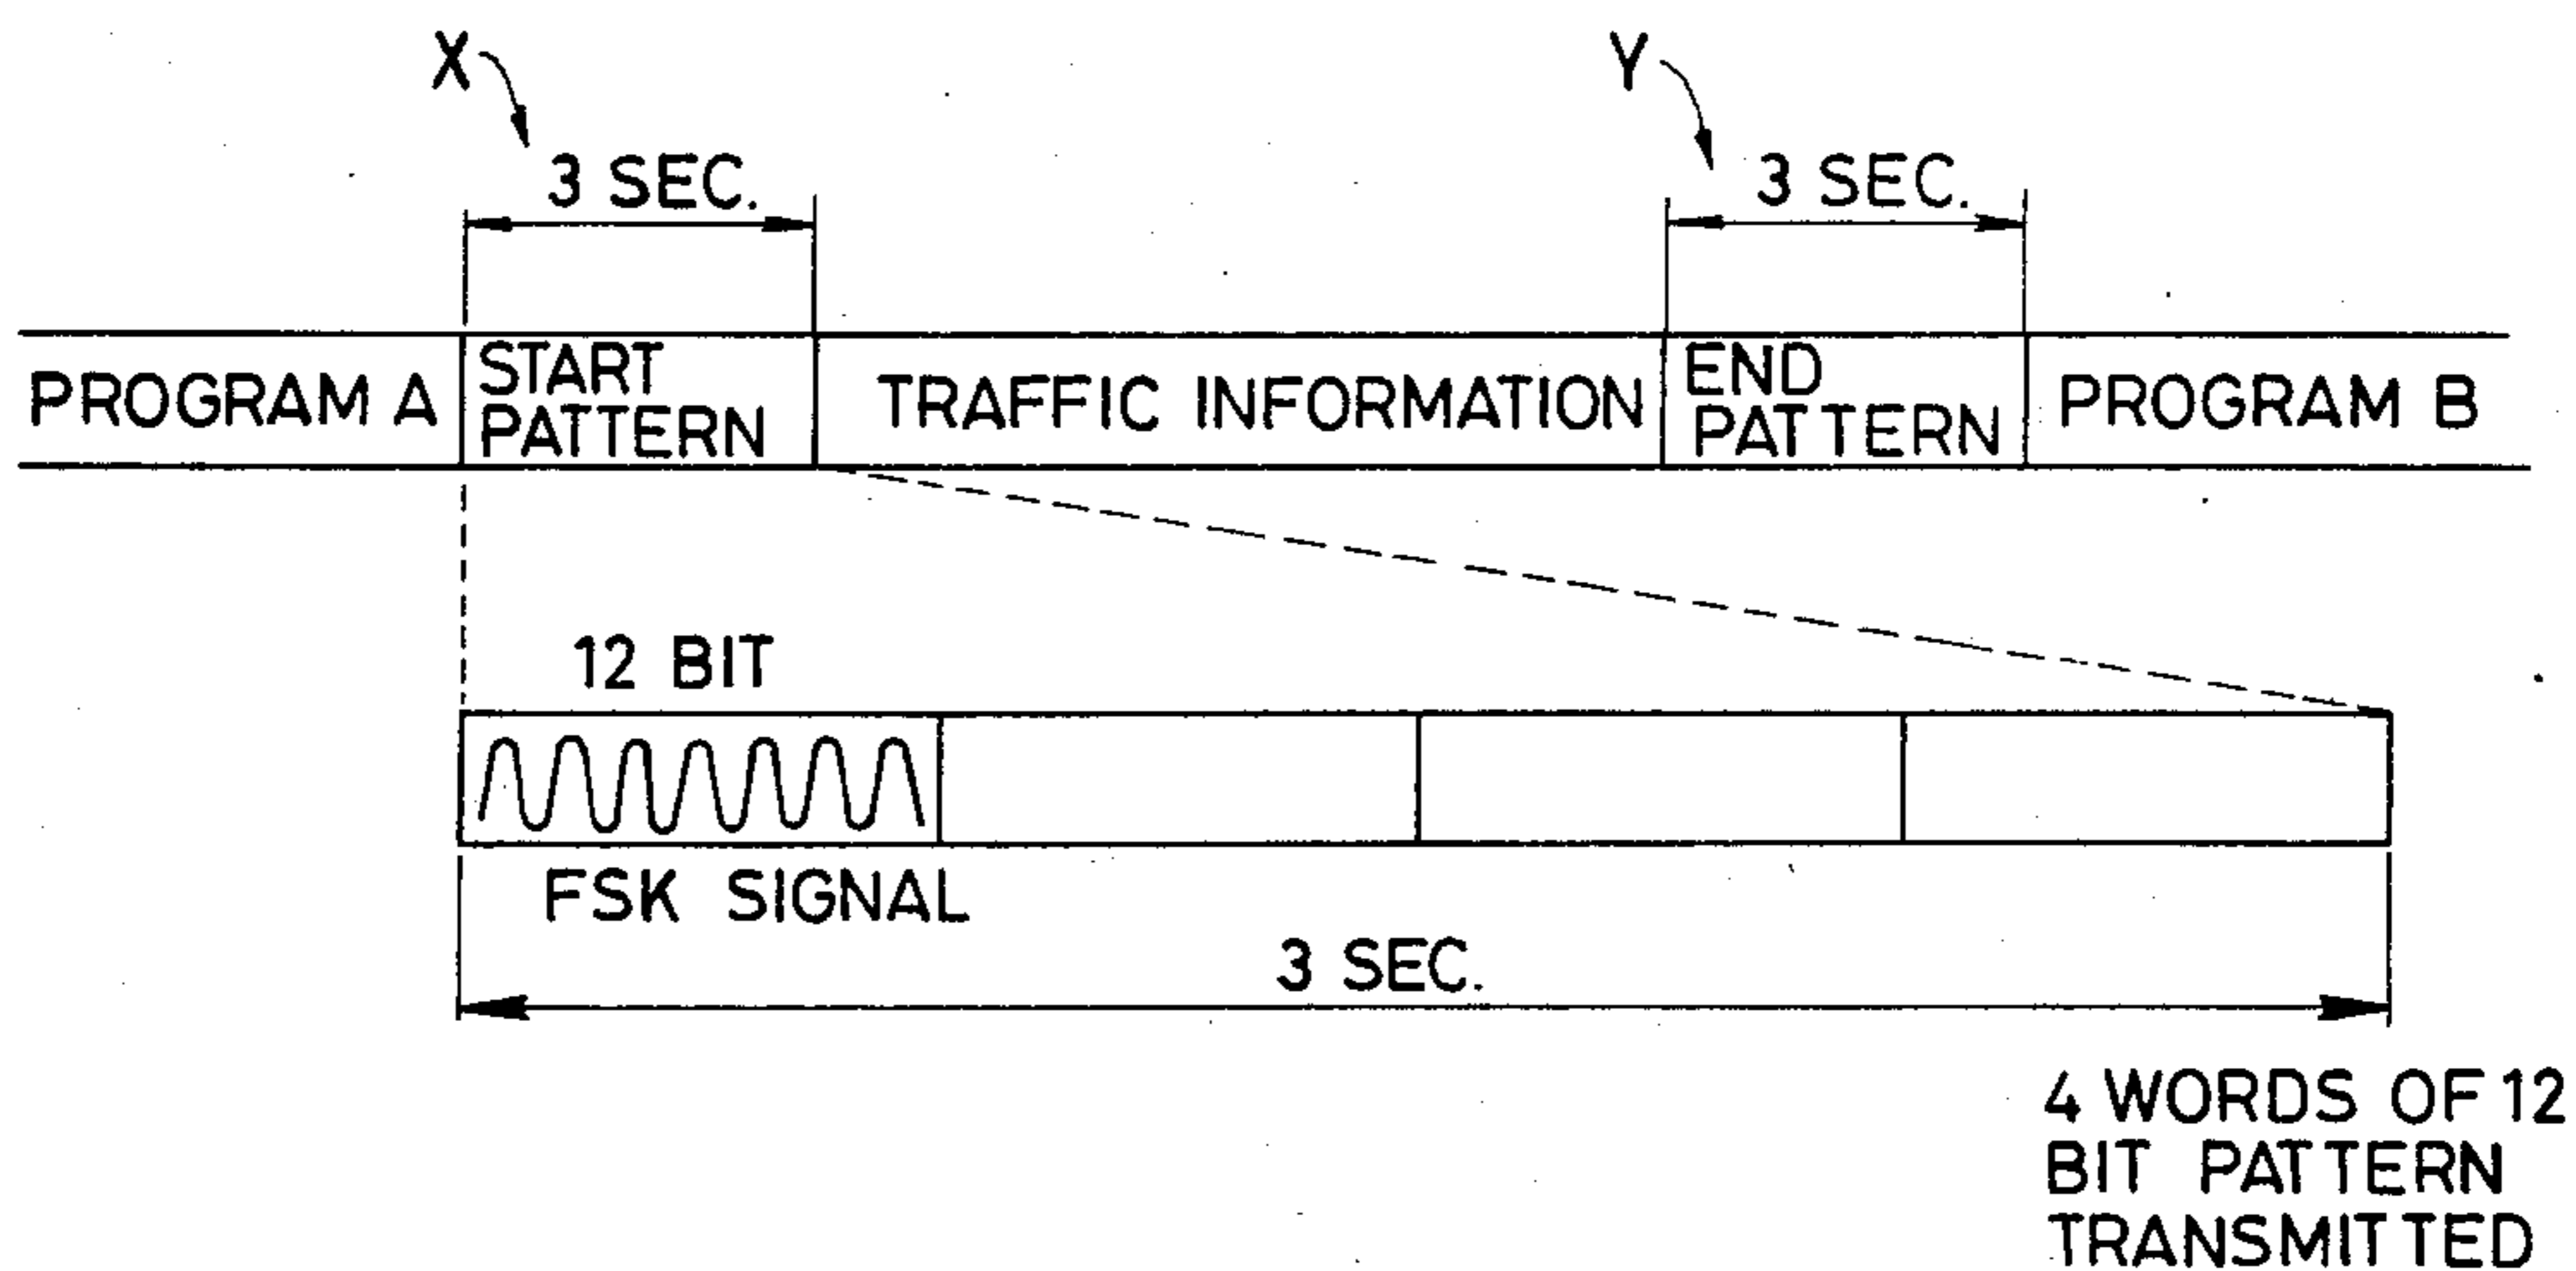 X
Y
3 SEC.
3 SEC.
PROGRAM A
START
PATTERN
TRAFFIC INFORMATION
END
PATTERN
PROGRAM B
12 BIT
FSK SIGNAL
3 SEC.
4 WORDS OF 12
BIT PATTERN
TRANSMITTED